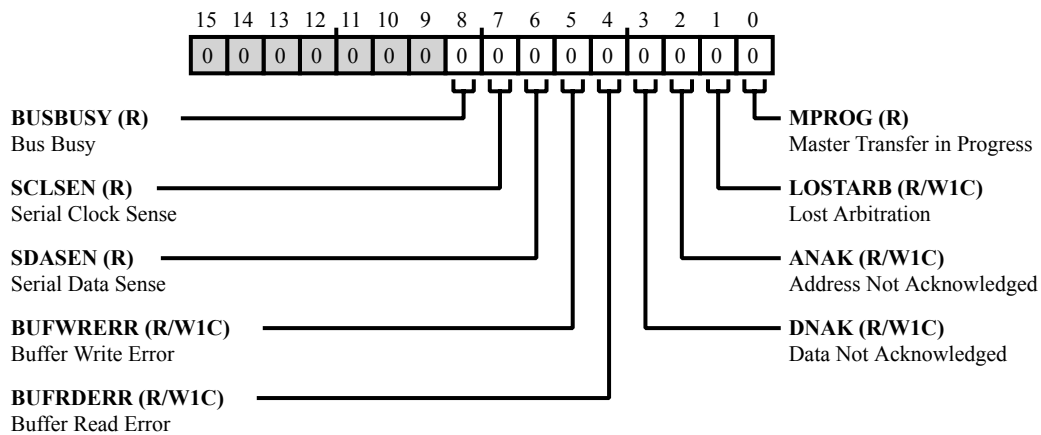 15 14 13 12 11 10 9 8 7 6 5 4 3 2 1 0
0 0 0 0 0 0 0 0 0 0 0 0 0 0 0 0
BUSBUSY (R)
Bus Busy
SCLSEN (R)
Serial Clock Sense
SDASEN (R)
Serial Data Sense
BUFWRERR (R/W1C)
Buffer Write Error
BUFRDERR (R/W1C)
Buffer Read Error
MPROG (R)
Master Transfer in Progress
LOSTARB (R/W1C)
Lost Arbitration
ANAK (R/W1C)
Address Not Acknowledged
DNAK (R/W1C)
Data Not Acknowledged